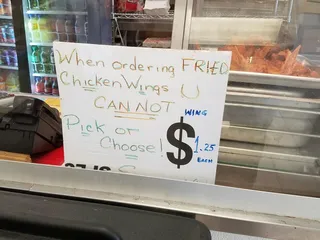 When ordering FRIED
Chicken Wings U
CAN NOT
Pick or
Choose!
WING
$1.25
EACH